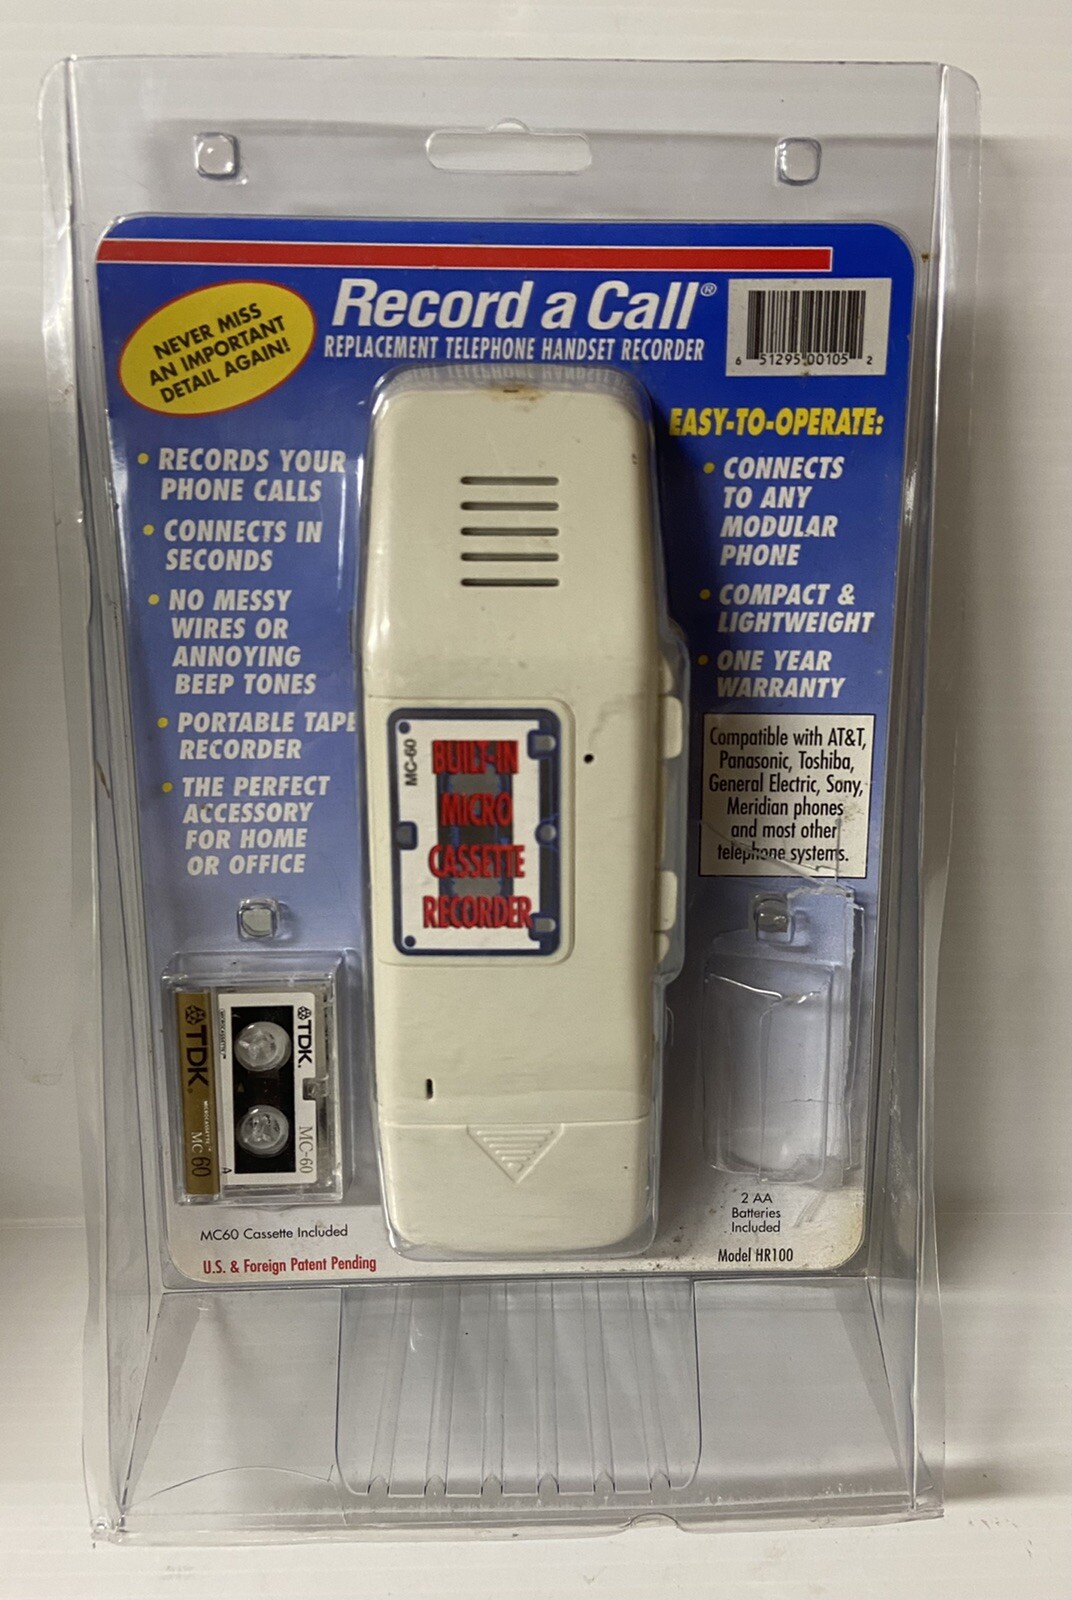 Record a Call®
REPLACEMENT TELEPHONE HANDSET RECORDER
NEVER MISS
AN IMPORTANT
DETAIL AGAIN!
6 51295 00105 2
• RECORDS YOUR
PHONE CALLS
• CONNECTS IN
SECONDS
• NO MESSY
WIRES OR
ANNOYING
BEEP TONES
• PORTABLE TAPE
RECORDER
• THE PERFECT
ACCESSORY
FOR HOME
OR OFFICE
EASY-TO-OPERATE:
• CONNECTS
TO ANY
MODULAR
PHONE
• COMPACT &
LIGHTWEIGHT
• ONE YEAR
WARRANTY
Compatible with AT&T,
Panasonic, Toshiba,
General Electric, Sony,
Meridian phones
and most other
telephone systems.
MC-60
BUILT-IN
MICRO
CASSETTE
RECORDER
TDK
MICROCASSETTE™
MC 60
MICROCASSETTE™
A
TDK.
MC-60
MC60 Cassette Included
U.S. & Foreign Patent Pending
2 AA
Batteries
Included
Model HR100